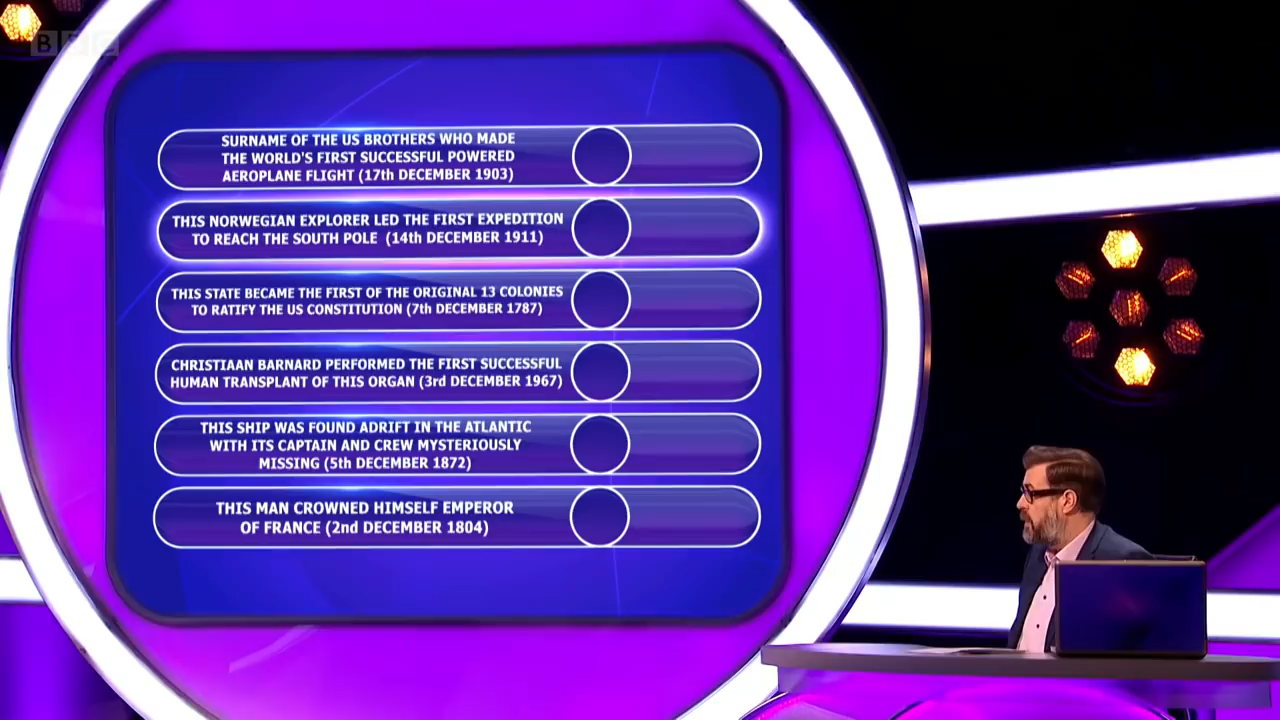 BBC
SURNAME OF THE US BROTHERS WHO MADE
THE WORLD'S FIRST SUCCESSFUL POWERED
AEROPLANE FLIGHT (17th DECEMBER 1903)
THIS NORWEGIAN EXPLORER LED THE FIRST EXPEDITION
TO REACH THE SOUTH POLE (14th DECEMBER 1911)
THIS STATE BECAME THE FIRST OF THE ORIGINAL 13 COLONIES
TO RATIFY THE US CONSTITUTION (7th DECEMBER 1787)
CHRISTIAAN BARNARD PERFORMED THE FIRST SUCCESSFUL
HUMAN TRANSPLANT OF THIS ORGAN (3rd DECEMBER 1967)
THIS SHIP WAS FOUND ADRIFT IN THE ATLANTIC
WITH ITS CAPTAIN AND CREW MYSTERIOUSLY
MISSING (5th DECEMBER 1872)
THIS MAN CROWNED HIMSELF EMPEROR
OF FRANCE (2nd DECEMBER 1804)